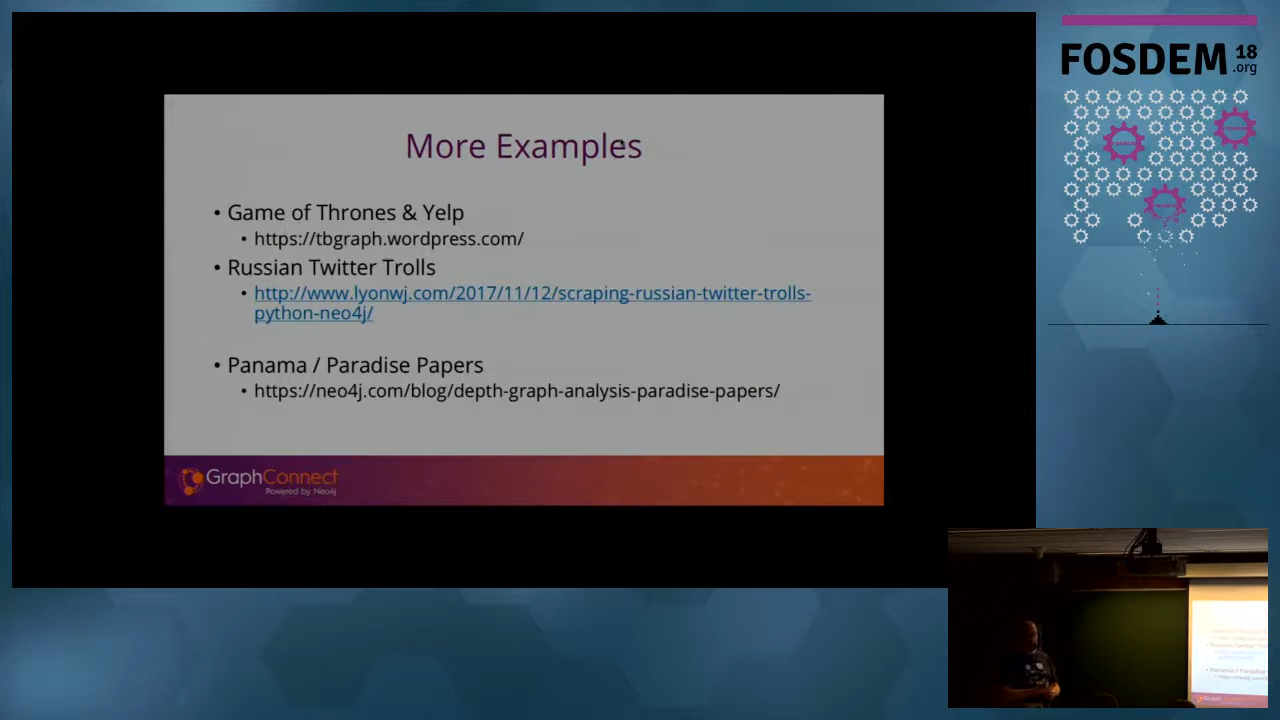 FOSDEM 18
.org
More Examples
• Game of Thrones & Yelp
• https://tbgraph.wordpress.com/
• Russian Twitter Trolls
• http://www.lyonwj.com/2017/11/12/scraping-russian-twitter-trolls-
python-neo4j/
• Panama / Paradise Papers
• https://neo4j.com/blog/depth-graph-analysis-paradise-papers/
GraphConnect
Powered by Neo4j